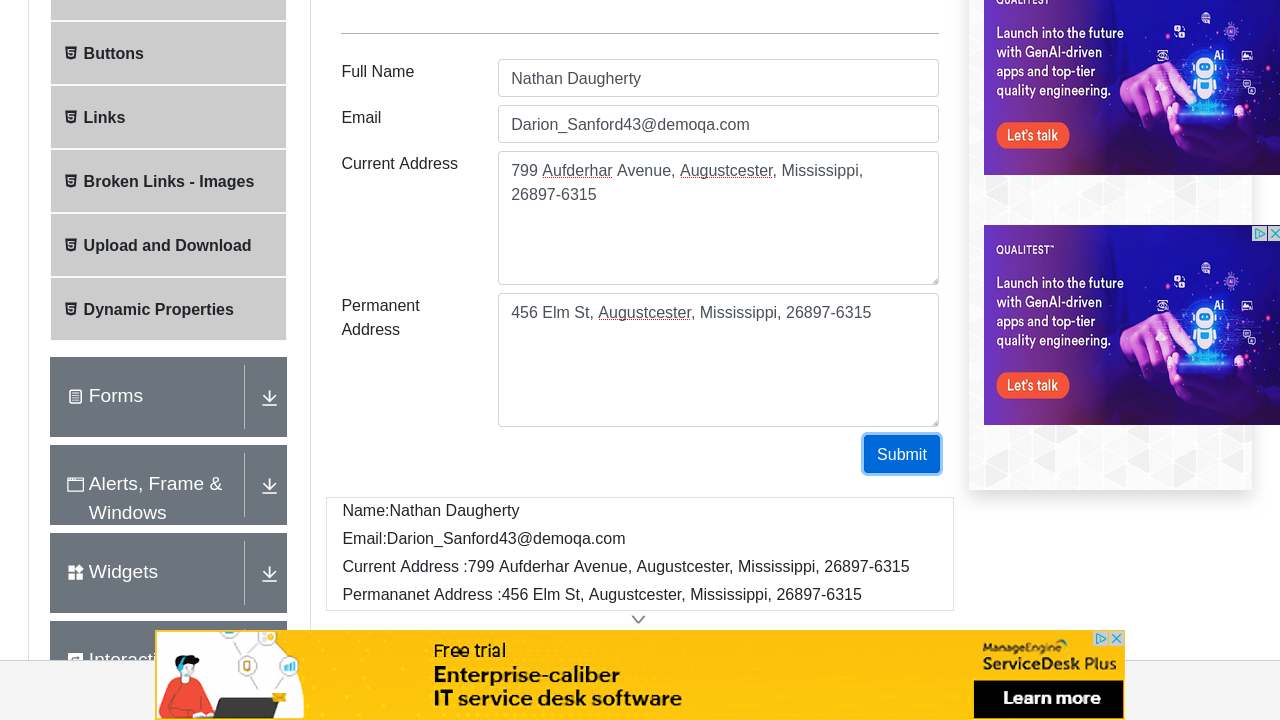 Buttons
Links
Broken Links - Images
Upload and Download
Dynamic Properties
Forms
Alerts, Frame &
Windows
Widgets
Full Name
Nathan Daugherty
Email
Darion_Sanford43@demoqa.com
Current Address
799 Aufderhar Avenue, Augustcester, Mississippi,
26897-6315
Permanent
Address
456 Elm St, Augustcester, Mississippi, 26897-6315
Submit
Name:Nathan Daugherty
Email:Darion_Sanford43@demoqa.com
Current Address :799 Aufderhar Avenue, Augustcester, Mississippi, 26897-6315
Permananet Address :456 Elm St, Augustcester, Mississippi, 26897-6315
Launch into the future
with GenAI-driven
apps and top-tier
quality engineering.
Let's talk
Ai
QUALITEST™
Launch into the future
with GenAI-driven
apps and top-tier
quality engineering.
Let's talk
Ai
Free trial
Enterprise-caliber
IT service desk software
ManageEngine
ServiceDesk Plus
Learn more